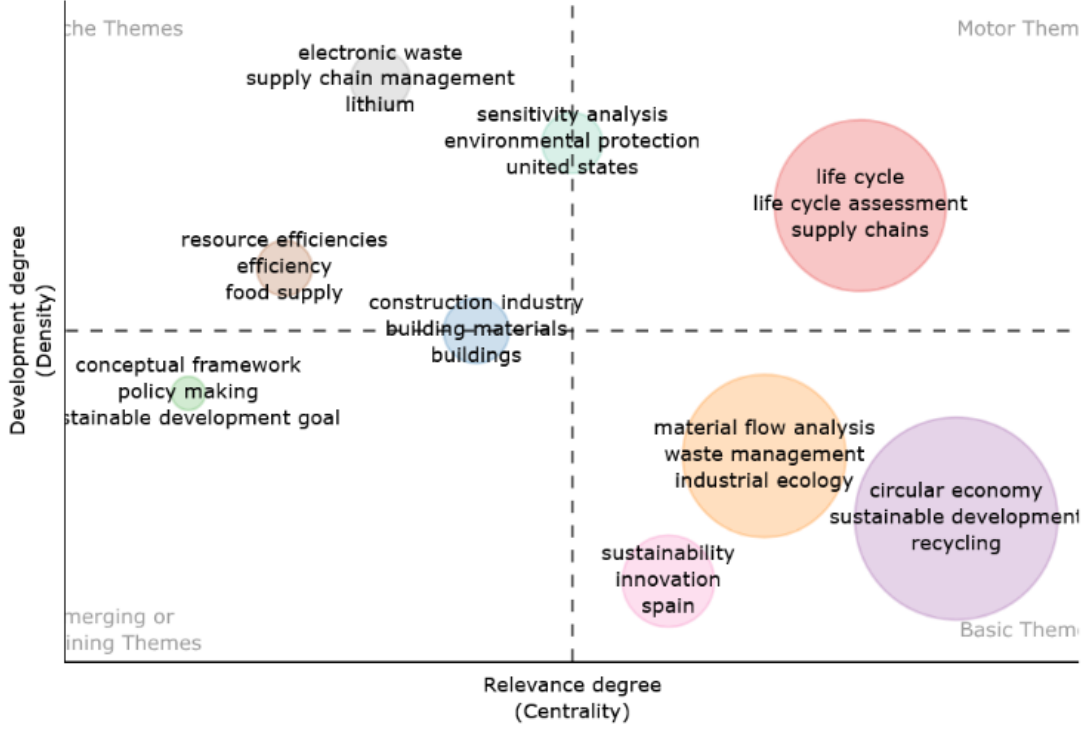 che Themes
Motor Them
electronic waste
supply chain management
lithium
sensitivity analysis
environmental protection
united states
life cycle
life cycle assessment
supply chains
resource efficiencies
efficiency
food supply
construction industry
building materials
buildings
conceptual framework
policy making
stainable development goal
material flow analysis
waste management
industrial ecology
circular economy
sustainable development
recycling
sustainability
innovation
spain
merging or
ining Themes
Basic Theme
Development degree
(Density)
Relevance degree
(Centrality)